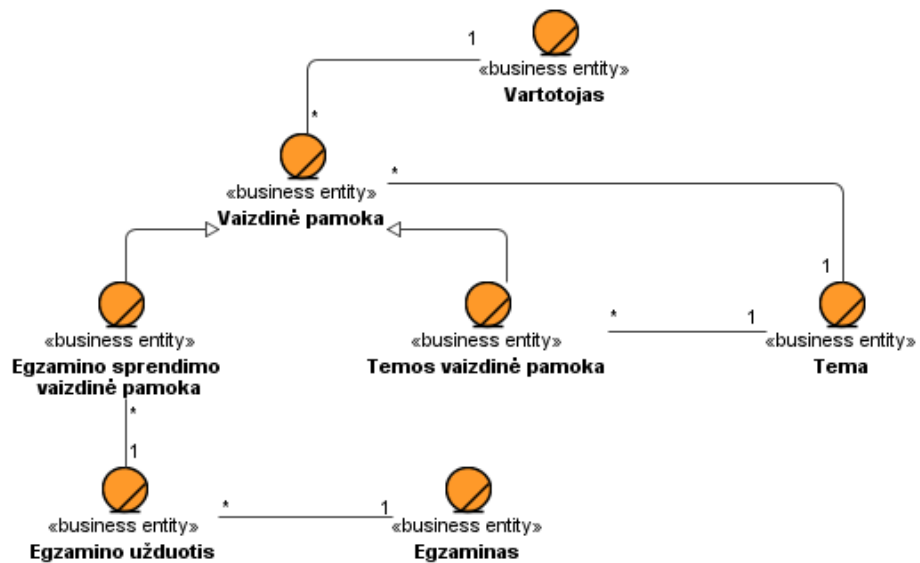 1
«business entity»
Vartotojas
*
«business entity»
Vaizdinė pamoka
*
1
«business entity»
Egzamino sprendimo
vaizdinė pamoka
«business entity»
Temos vaizdinė pamoka
*
1
«business entity»
Tema
*
1
«business entity»
Egzamino užduotis
*
1
«business entity»
Egzaminas